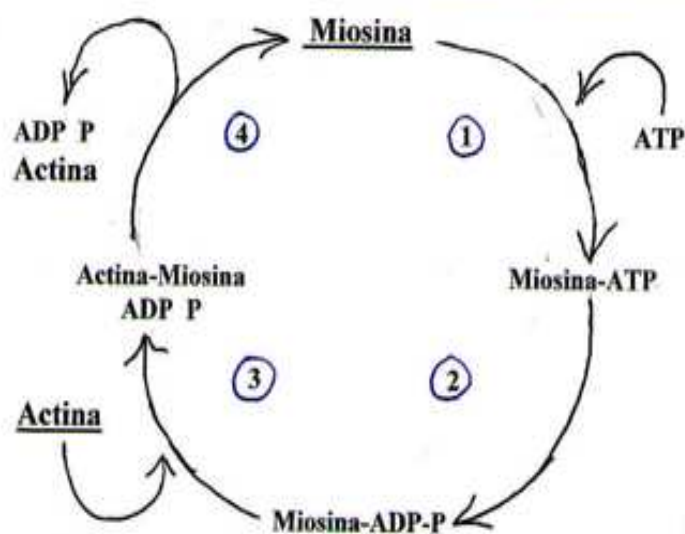 Miosina
ADP P
Actina
4
1
ATP
Actina-Miosina
ADP P
Miosina-ATP
3
2
Actina
Miosina-ADP-P